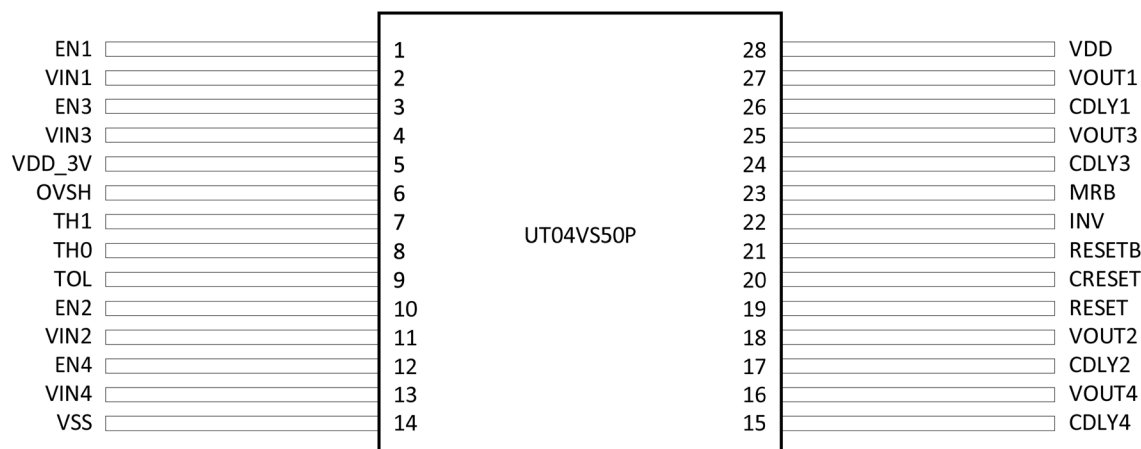 EN1 1 28 VDD
VIN1 2 27 VOUT1
EN3 3 26 CDLY1
VIN3 4 25 VOUT3
VDD_3V 5 24 CDLY3
OVSH 6 23 MRB
TH1 7 22 INV
UT04VS50P
TH0 8 21 RESETB
TOL 9 20 CRESET
EN2 10 19 RESET
VIN2 11 18 VOUT2
EN4 12 17 CDLY2
VIN4 13 16 VOUT4
VSS 14 15 CDLY4